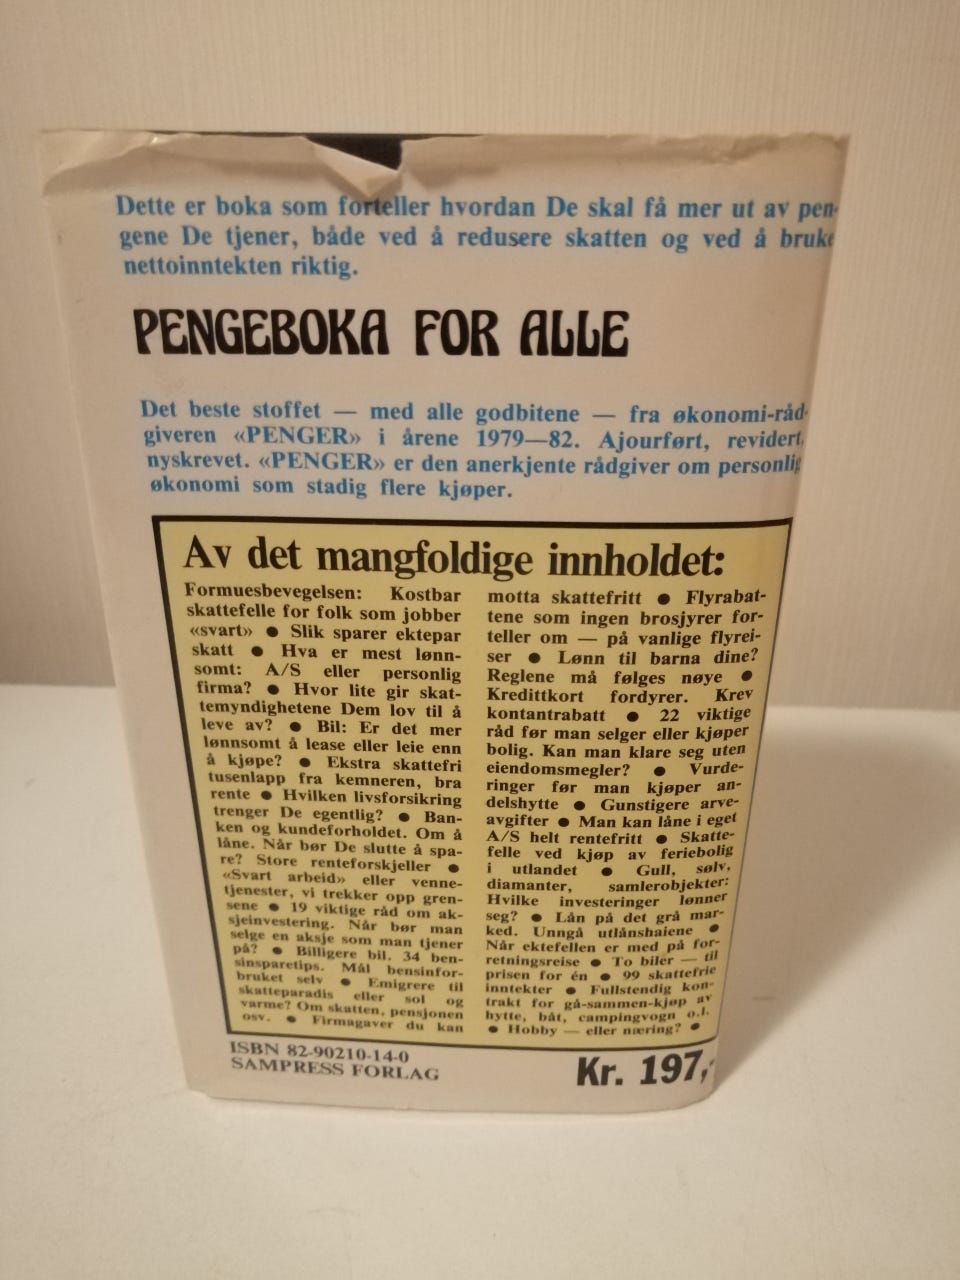 Dette er boka som forteller hvordan De skal få mer ut av pen-
gene De tjener, både ved å redusere skatten og ved å bruke
nettoinntekten riktig.
PENGEBOKA FOR ALLE
Det beste stoffet — med alle godbitene — fra økonomi-råd-
giveren «PENGER» i årene 1979—82. Ajourført, revidert,
nyskrevet. «PENGER» er den anerkjente rådgiver om personlig
økonomi som stadig flere kjøper.
Av det mangfoldige innholdet:
Formuesbevegelsen: Kostbar
skattefelle for folk som jobber
«svart» ● Slik sparer ektepar
skatt ● Hva er mest lønn-
somt: A/S eller personlig
firma? ● Hvor lite gir skat-
temyndighetene Dem lov til å
leve av? ● Bil: Er det mer
lønnsomt å lease eller leie enn
å kjøpe? ● Ekstra skattefri
tusenlapp fra kemneren, bra
rente ● Hvilken livsforsikring
trenger De egentlig? ● Ban-
ken og kundeforholdet. Om å
låne. Når bør De slutte å spa-
re? Store renteforskjeller ●
«Svart arbeid» eller venne-
tjenester, vi trekker opp gren-
sene ● 19 viktige råd om ak-
sjeinvestering. Når bør man
selge en aksje som man tjener
på? ● Billigere bil. 34 ben-
sinsparetips. Mål bensinfor-
bruket selv ● Emigrere til
skatteparadis eller sol og
varme? Om skatten, pensjonen
osv. ● Firmagaver du kan
motta skattefritt ● Flyrabat-
tene som ingen brosjyrer for-
teller om — på vanlige flyrei-
ser ● Lønn til barna dine?
Reglene må følges nøye ●
Kredittkort fordyrer. Krev
kontantrabatt ● 22 viktige
råd før man selger eller kjøper
bolig. Kan man klare seg uten
eiendomsmegler? ● Vurde-
ringer før man kjøper an-
delshytte ● Gunstigere arve-
avgifter ● Man kan låne i eget
A/S helt rentefritt ● Skatte-
felle ved kjøp av feriebolig
i utlandet ● Gull, sølv,
diamanter, samlerobjekter:
Hvilke investeringer lønner
seg? ● Lån på det grå mar-
ked. Unngå utlånshaiene ●
Når ektefellen er med på for-
retningsreise ● To biler — til
prisen for én ● 99 skattefrie
inntekter ● Fullstendig kon-
trakt for gå-sammen-kjøp av
hytte, båt, campingvogn o.l.
● Hobby — eller næring? ●
ISBN 82-90210-14-0
SAMPRESS FORLAG
Kr. 197,-